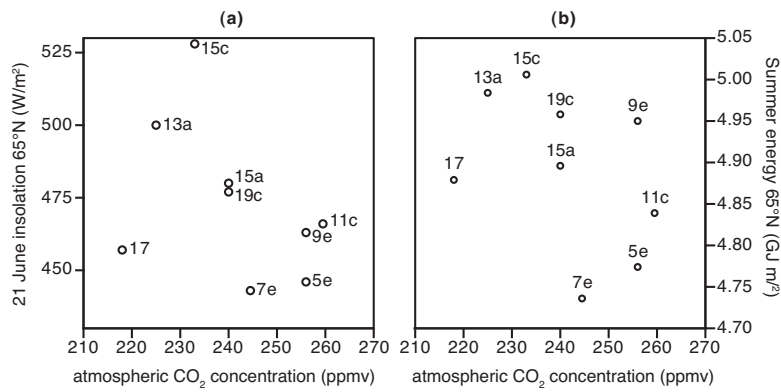 (a)
21 June insolation 65°N (W/m²)
525
500
475
450
15c
13a
15a
19c
11c
9e
17
7e
5e
210 220 230 240 250 260 270
atmospheric CO₂ concentration (ppmv)
(b)
15c
13a
19c
9e
17
15a
11c
5e
7e
5.05
5.00
4.95
4.90
4.85
4.80
4.75
4.70
Summer energy 65°N (GJ m/²)
210 220 230 240 250 260 270
atmospheric CO₂ concentration (ppmv)